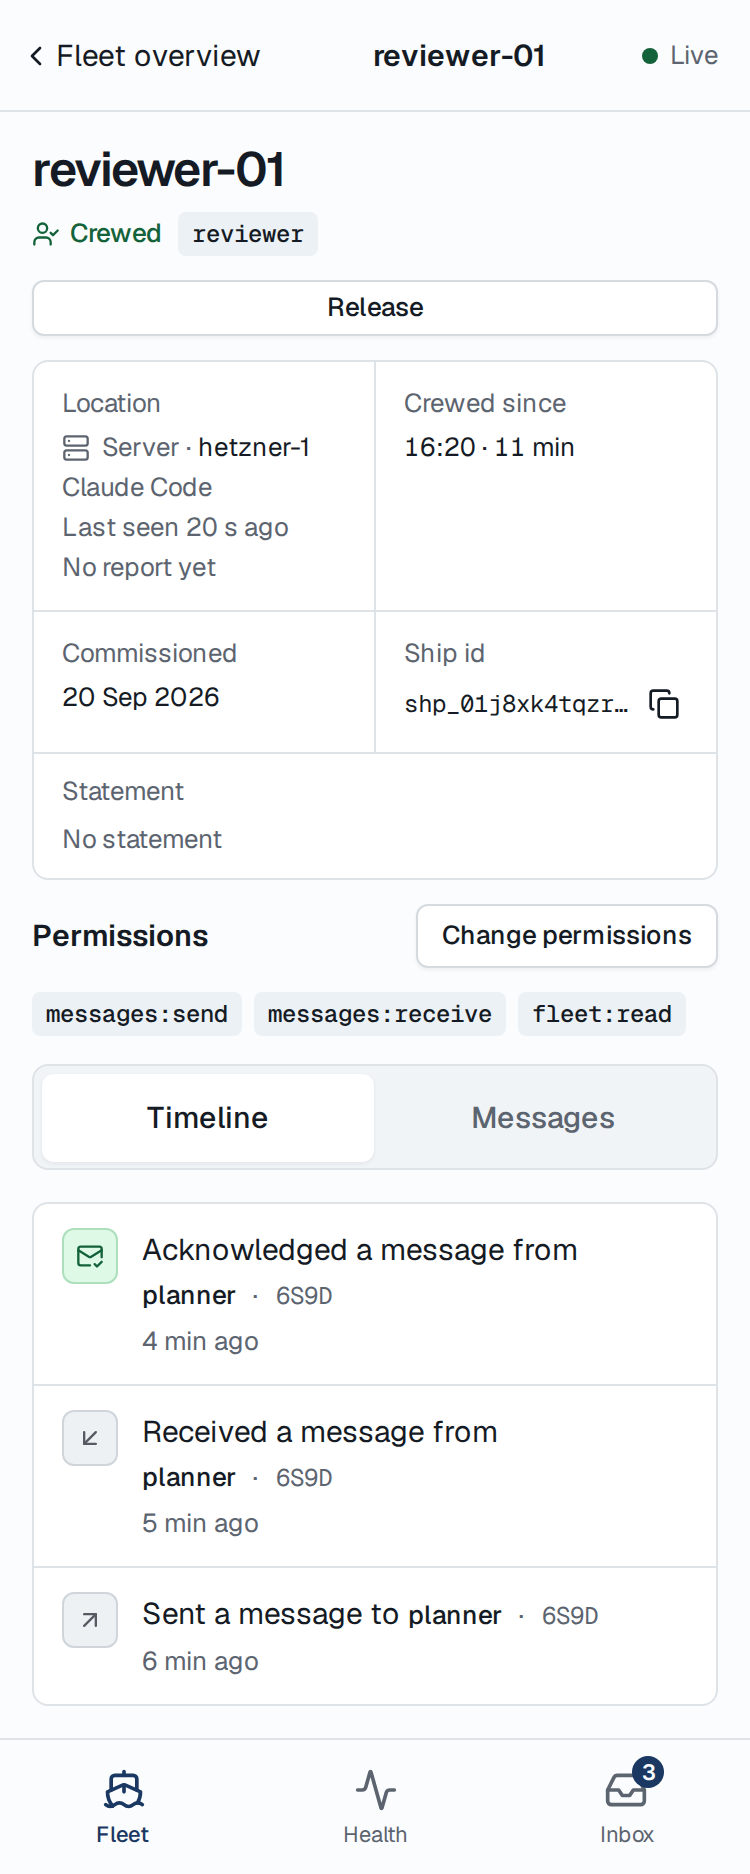 Fleet overview
reviewer-01
Live
reviewer-01
Crewed
reviewer
Release
Location
Server · hetzner-1
Claude Code
Last seen 20 s ago
No report yet
Crewed since
16:20 · 11 min
Commissioned
20 Sep 2026
Ship id
shp_01j8xk4tqzr…
Statement
No statement
Permissions
Change permissions
messages:send
messages:receive
fleet:read
Timeline
Messages
Acknowledged a message from
planner · 6S9D
4 min ago
Received a message from
planner · 6S9D
5 min ago
Sent a message to planner · 6S9D
6 min ago
3
Fleet
Health
Inbox